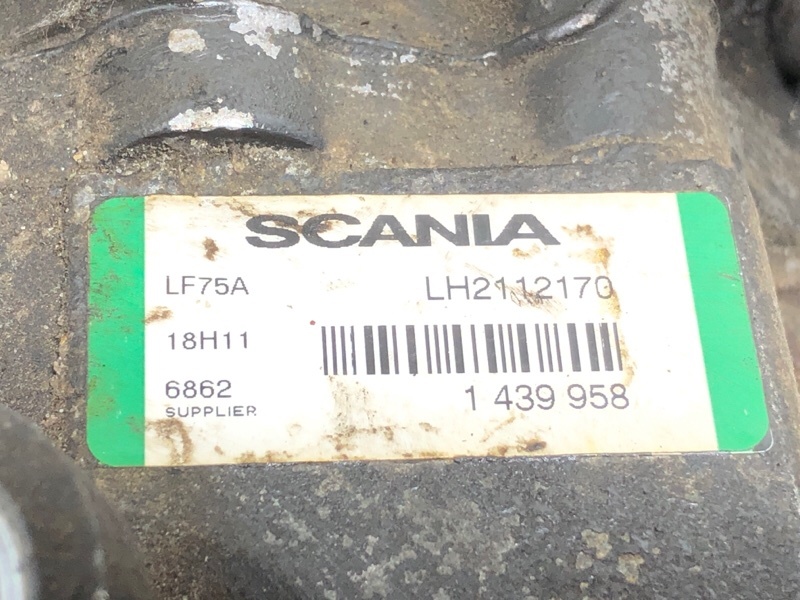 SCANIA
LF75A LH2112170
18H11
6862 1 439 958
SUPPLIER